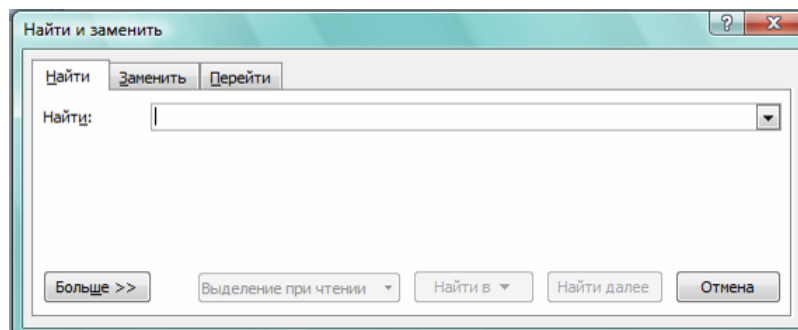 Найти и заменить
Найти Заменить Перейти
Найти:
Больше >> Выделение при чтении Найти в Найти далее Отмена